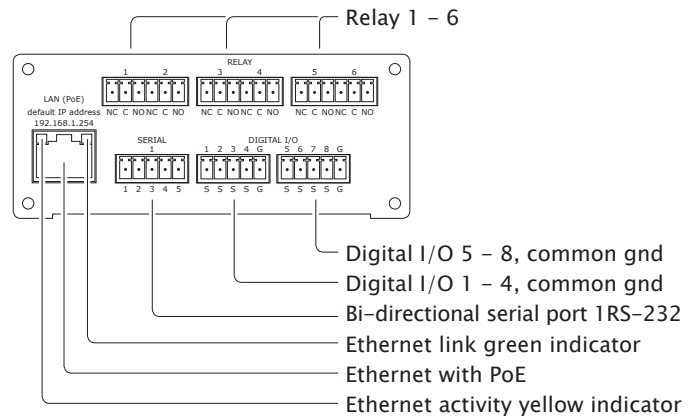 Relay 1 – 6
RELAY
1 2 3 4 5 6
NC C NO NC C NO NC C NO NC C NO NC C NO NC C NO
LAN (PoE)
default IP address
192.168.1.254
SERIAL
1
1 2 3 4 5
DIGITAL I/O
1 2 3 4 G 5 6 7 8 G
S S S S G S S S S G
Digital I/O 5 – 8, common gnd
Digital I/O 1 – 4, common gnd
Bi-directional serial port 1RS-232
Ethernet link green indicator
Ethernet with PoE
Ethernet activity yellow indicator